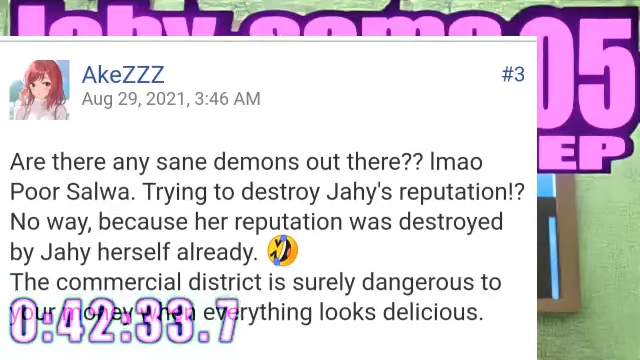 Jahy-sama 05
EP
AkeZZZ
#3
Aug 29, 2021, 3:46 AM
Are there any sane demons out there?? lmao
Poor Salwa. Trying to destroy Jahy's reputation!?
No way, because her reputation was destroyed
by Jahy herself already. 🤣
The commercial district is surely dangerous to
your money when everything looks delicious.
0:42:33.7